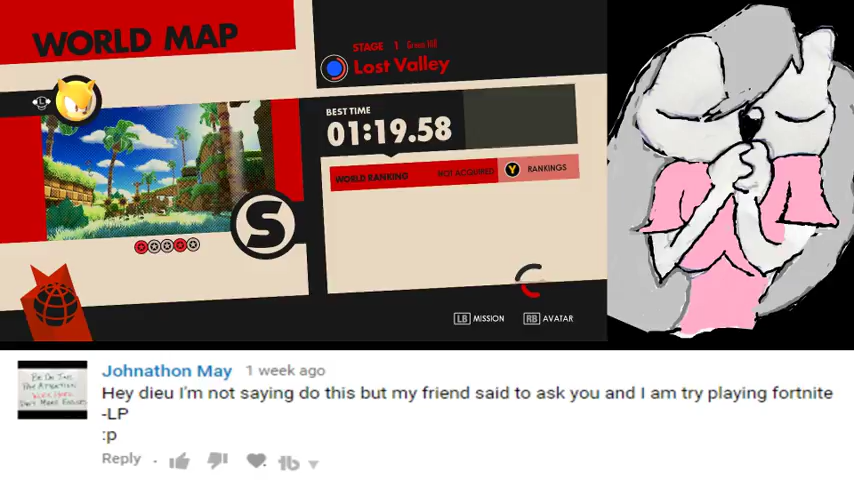 WORLD MAP
STAGE 1 Green Hill
Lost Valley
L
BEST TIME
01:19.58
WORLD RANKING NOT ACQUIRED Y RANKINGS
S
LB MISSION RB AVATAR
Johnathon May 1 week ago
Hey dieu I'm not saying do this but my friend said to ask you and I am try playing fortnite
-LP
:p
Reply
tb